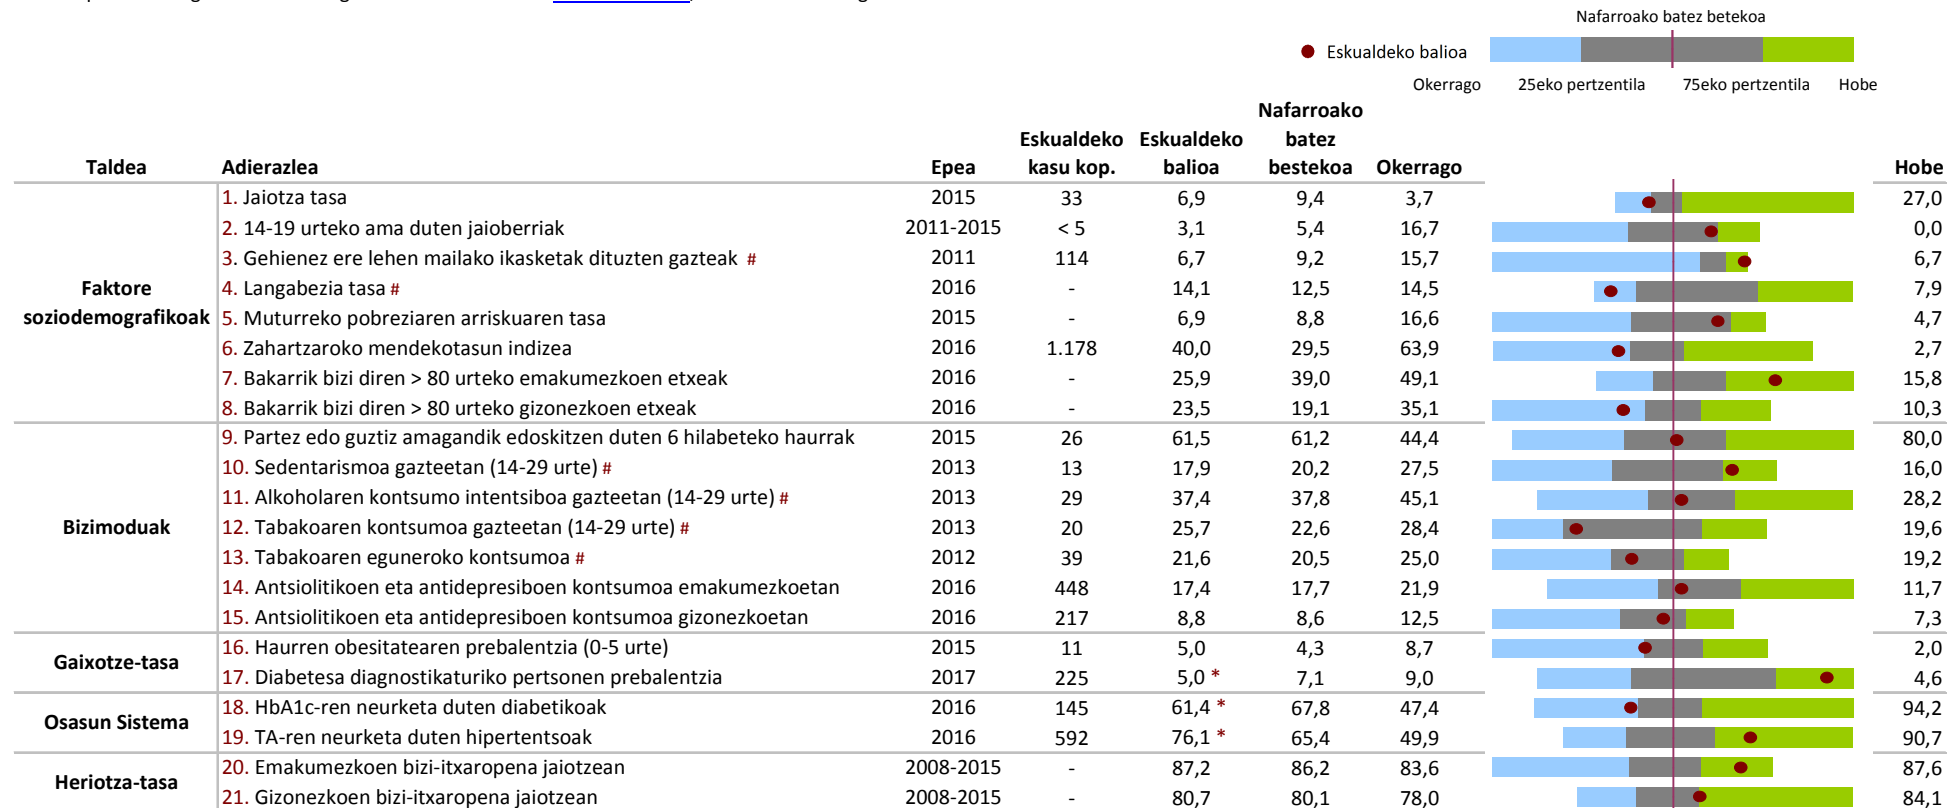 Nafarroako batez betekoa
Eskualdeko balioa
Okerrago 25eko pertzentila 75eko pertzentila Hobe
Taldea Adierazlea Epea Eskualdeko kasu kop. Eskualdeko balioa Nafarroako batez bestekoa Okerrago Hobe
Faktore soziodemografikoak
1. Jaiotza tasa 2015 33 6,9 9,4 3,7 27,0
2. 14-19 urteko ama duten jaioberriak 2011-2015 < 5 3,1 5,4 16,7 0,0
3. Gehienez ere lehen mailako ikasketak dituzten gazteak # 2011 114 6,7 9,2 15,7 6,7
4. Langabezia tasa # 2016 - 14,1 12,5 14,5 7,9
5. Muturreko pobreziaren arriskuaren tasa 2015 - 6,9 8,8 16,6 4,7
6. Zahartzaroko mendekotasun indizea 2016 1.178 40,0 29,5 63,9 2,7
7. Bakarrik bizi diren > 80 urteko emakumezkoen etxeak 2016 - 25,9 39,0 49,1 15,8
8. Bakarrik bizi diren > 80 urteko gizonezkoen etxeak 2016 - 23,5 19,1 35,1 10,3
Bizimoduak
9. Partez edo guztiz amagandik edoskitzen duten 6 hilabeteko haurrak 2015 26 61,5 61,2 44,4 80,0
10. Sedentarismoa gazteetan (14-29 urte) # 2013 13 17,9 20,2 27,5 16,0
11. Alkoholaren kontsumo intentsiboa gazteetan (14-29 urte) # 2013 29 37,4 37,8 45,1 28,2
12. Tabakoaren kontsumoa gazteetan (14-29 urte) # 2013 20 25,7 22,6 28,4 19,6
13. Tabakoaren eguneroko kontsumoa # 2012 39 21,6 20,5 25,0 19,2
14. Antsiolitikoen eta antidepresiboen kontsumoa emakumezkoetan 2016 448 17,4 17,7 21,9 11,7
15. Antsiolitikoen eta antidepresiboen kontsumoa gizonezkoetan 2016 217 8,8 8,6 12,5 7,3
Gaixotze-tasa
16. Haurren obesitatearen prebalentzia (0-5 urte) 2015 11 5,0 4,3 8,7 2,0
17. Diabetesa diagnostikaturiko pertsonen prebalentzia 2017 225 5,0 * 7,1 9,0 4,6
Osasun Sistema
18. HbA1c-ren neurketa duten diabetikoak 2016 145 61,4 * 67,8 47,4 94,2
19. TA-ren neurketa duten hipertentsoak 2016 592 76,1 * 65,4 49,9 90,7
Heriotza-tasa
20. Emakumezkoen bizi-itxaropena jaiotzean 2008-2015 - 87,2 86,2 83,6 87,6
21. Gizonezkoen bizi-itxaropena jaiotzean 2008-2015 - 80,7 80,1 78,0 84,1